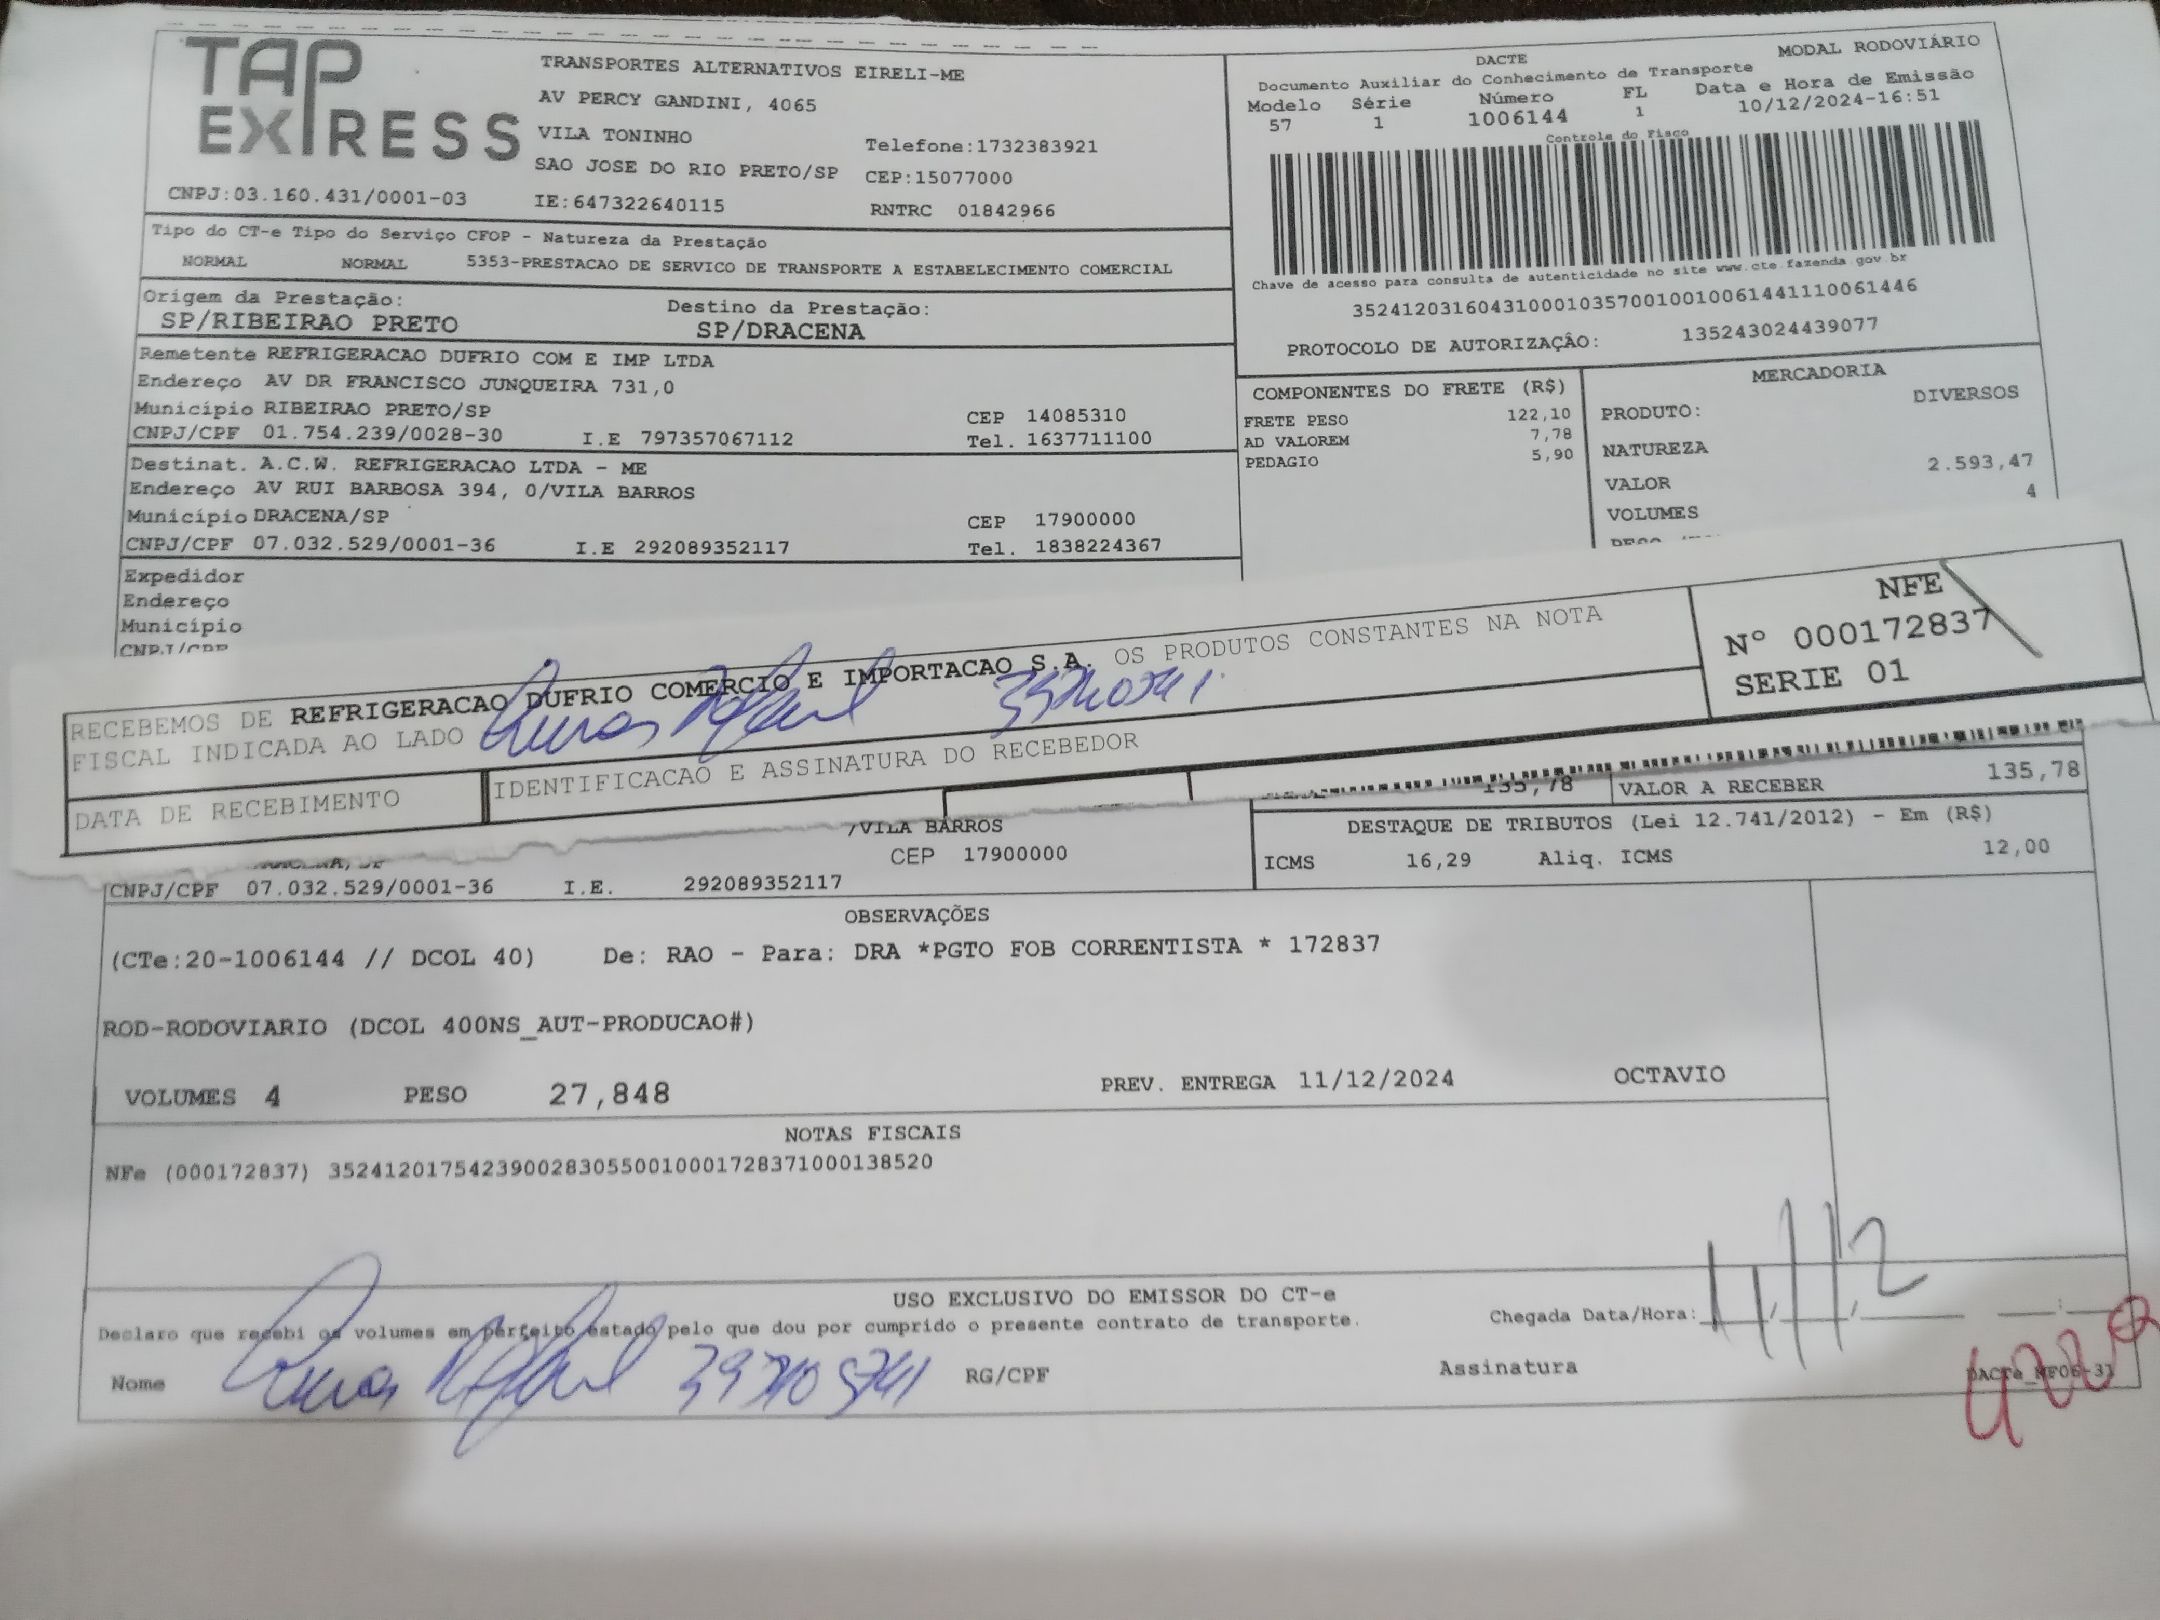 TAP EXPRESS
TRANSPORTES ALTERNATIVOS EIRELI-ME
AV PERCY GANDINI, 4065
VILA TONINHO
Telefone:1732383921
SAO JOSE DO RIO PRETO/SP CEP:15077000
CNPJ:03.160.431/0001-03 IE:647322640115 RNTRC 01842966
DACTE MODAL RODOVIÁRIO
Documento Auxiliar do Conhecimento de Transporte
Modelo Série Número FL Data e Hora de Emissão
57 1 1006144 1 10/12/2024-16:51
Controle do Fisco
Chave de acesso para consulta de autenticidade no site www.cte.fazenda.gov.br
35241203160431000103570010010061441110061446
PROTOCOLO DE AUTORIZAÇÃO: 135243024439077
Tipo do CT-e Tipo do Serviço CFOP - Natureza da Prestação
NORMAL NORMAL 5353-PRESTACAO DE SERVICO DE TRANSPORTE A ESTABELECIMENTO COMERCIAL
Origem da Prestação: Destino da Prestação:
SP/RIBEIRAO PRETO SP/DRACENA
Remetente REFRIGERACAO DUFRIO COM E IMP LTDA
Endereço AV DR FRANCISCO JUNQUEIRA 731,0
Município RIBEIRAO PRETO/SP CEP 14085310
CNPJ/CPF 01.754.239/0028-30 I.E 797357067112 Tel. 1637711100
Destinat. A.C.W. REFRIGERACAO LTDA - ME
Endereço AV RUI BARBOSA 394, 0/VILA BARROS
Município DRACENA/SP CEP 17900000
CNPJ/CPF 07.032.529/0001-36 I.E 292089352117 Tel. 1838224367
Expedidor
Endereço
Município
CNPJ/CPF
COMPONENTES DO FRETE (R$)
FRETE PESO 122,10
AD VALOREM 7,78
PEDAGIO 5,90
MERCADORIA
PRODUTO: DIVERSOS
NATUREZA
VALOR 2.593,47
VOLUMES 4
RECEBEMOS DE REFRIGERACAO DUFRIO COMERCIO E IMPORTACAO S.A. OS PRODUTOS CONSTANTES NA NOTA
FISCAL INDICADA AO LADO
NFE
Nº 000172837
SERIE 01
DATA DE RECEBIMENTO
IDENTIFICACAO E ASSINATURA DO RECEBEDOR
135,78 VALOR A RECEBER 135,78
/VILA BARROS
CEP 17900000
CNPJ/CPF 07.032.529/0001-36 I.E. 292089352117
DESTAQUE DE TRIBUTOS (Lei 12.741/2012) - Em (R$)
ICMS 16,29 Aliq. ICMS 12,00
OBSERVAÇÕES
(CTe:20-1006144 // DCOL 40) De: RAO - Para: DRA *PGTO FOB CORRENTISTA * 172837
ROD-RODOVIARIO (DCOL 400NS_AUT-PRODUCAO#)
VOLUMES 4 PESO 27,848 PREV. ENTREGA 11/12/2024 OCTAVIO
NOTAS FISCAIS
NFe (000172837) 35241201754239002830550010001728371000138520
USO EXCLUSIVO DO EMISSOR DO CT-e
Declaro que recebi os volumes em perfeito estado pelo que dou por cumprido o presente contrato de transporte.
Chegada Data/Hora: 11/12
Nome RG/CPF Assinatura